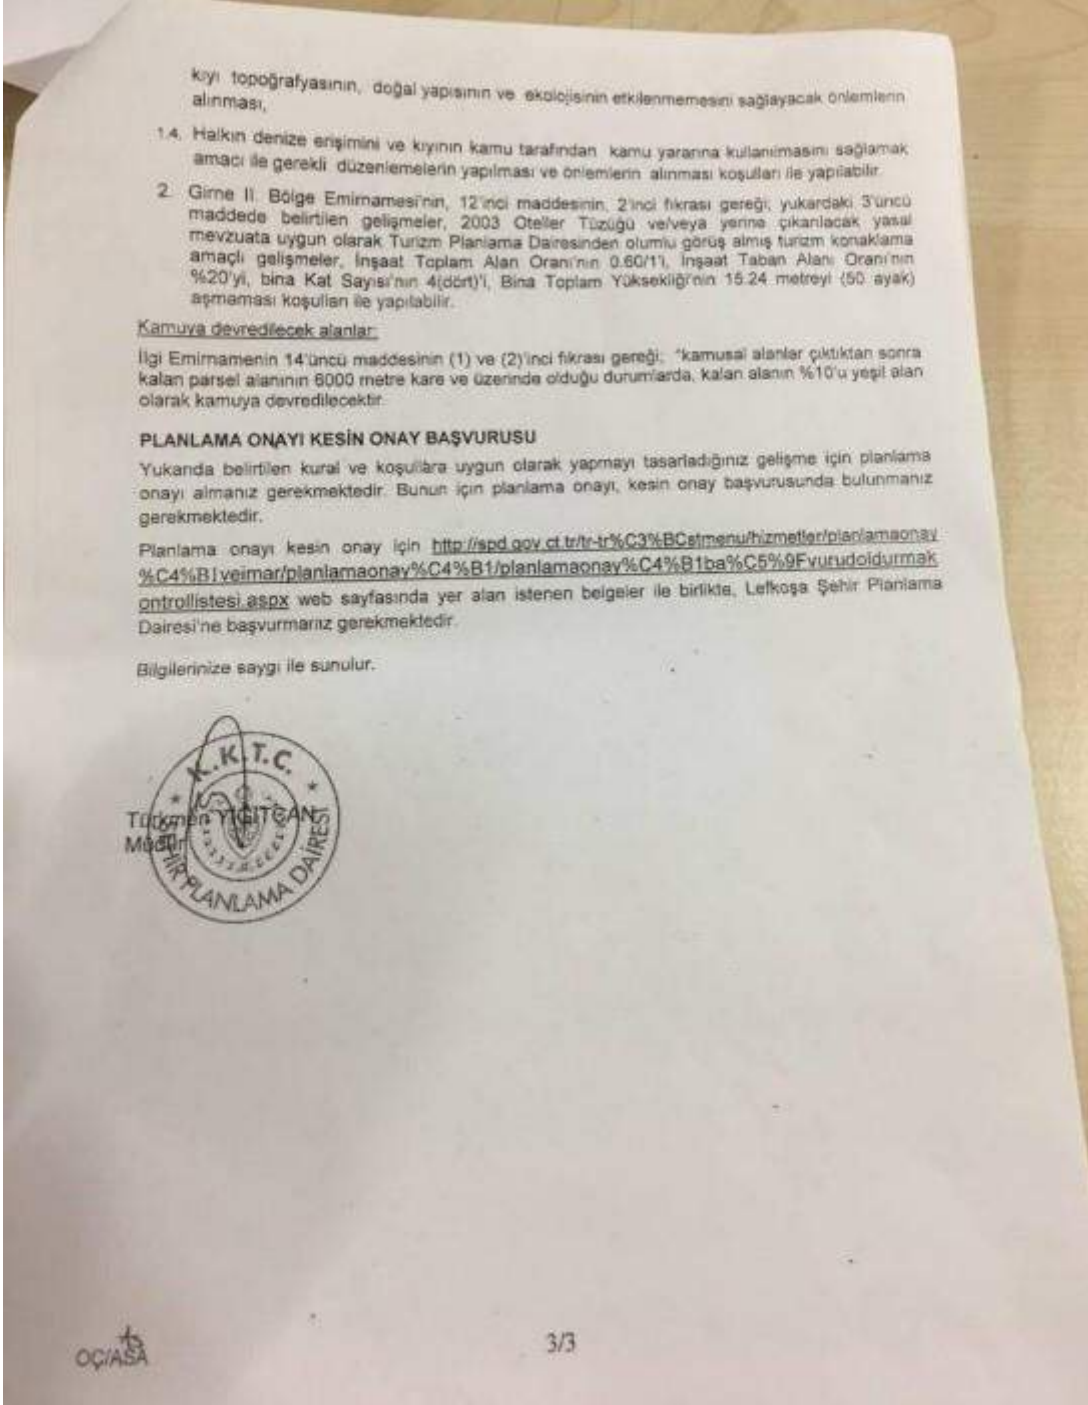 kıyı topoğrafyasının, doğal yapısının ve ekolojisinin etkilenmemesini sağlayacak önlemlerin
alınması,
1.4. Halkın denize erişimini ve kıyının kamu tarafından kamu yararına kullanılmasını sağlamak
amacı ile gerekli düzenlemelerin yapılması ve önlemlerin alınması koşulları ile yapılabilir.
2. Girne II. Bölge Emirnamesi'nin, 12'inci maddesinin, 2'inci fıkrası gereği; yukardaki 3'üncü
maddede belirtilen gelişmeler, 2003 Oteller Tüzüğü ve/veya yerine çıkarılacak yasal
mevzuata uygun olarak Turizm Planlama Dairesinden olumlu görüş almış turizm konaklama
amaçlı gelişmeler, İnşaat Toplam Alan Oranı'nın 0.60/1'i, İnşaat Taban Alanı Oranı'nın
%20'yi, bina Kat Sayısı'nın 4(dört)'i, Bina Toplam Yüksekliği'nin 15.24 metreyi (50 ayak)
aşmaması koşulları ile yapılabilir.
Kamuya devredilecek alanlar:
İlgi Emirnamenin 14'üncü maddesinin (1) ve (2)'inci fıkrası gereği; "kamusal alanlar çıktıktan sonra
kalan parsel alanının 6000 metre kare ve üzerinde olduğu durumlarda, kalan alanın %10'u yeşil alan
olarak kamuya devredilecektir.
PLANLAMA ONAYI KESİN ONAY BAŞVURUSU
Yukarıda belirtilen kural ve koşullara uygun olarak yapmayı tasarladığınız gelişme için planlama
onayı almanız gerekmektedir. Bunun için planlama onayı, kesin onay başvurusunda bulunmanız
gerekmektedir.
Planlama onayı kesin onay için http://spd.gov.ct.tr/tr-tr%C3%BCstmenu/hizmetler/planlamaonay
%C4%B1veimar/planlamaonay%C4%B1/planlamaonay%C4%B1ba%C5%9Fvurudoldurmak
ontrollistesi.aspx web sayfasında yer alan istenen belgeler ile birlikte, Lefkoşa Şehir Planlama
Dairesi'ne başvurmanız gerekmektedir.
Bilgilerinize saygı ile sunulur.
K.K.T.C.
Türkmen YİĞİTCAN
Müdür
ŞEHİR PLANLAMA DAİRESİ
OÇ/ASA
3/3